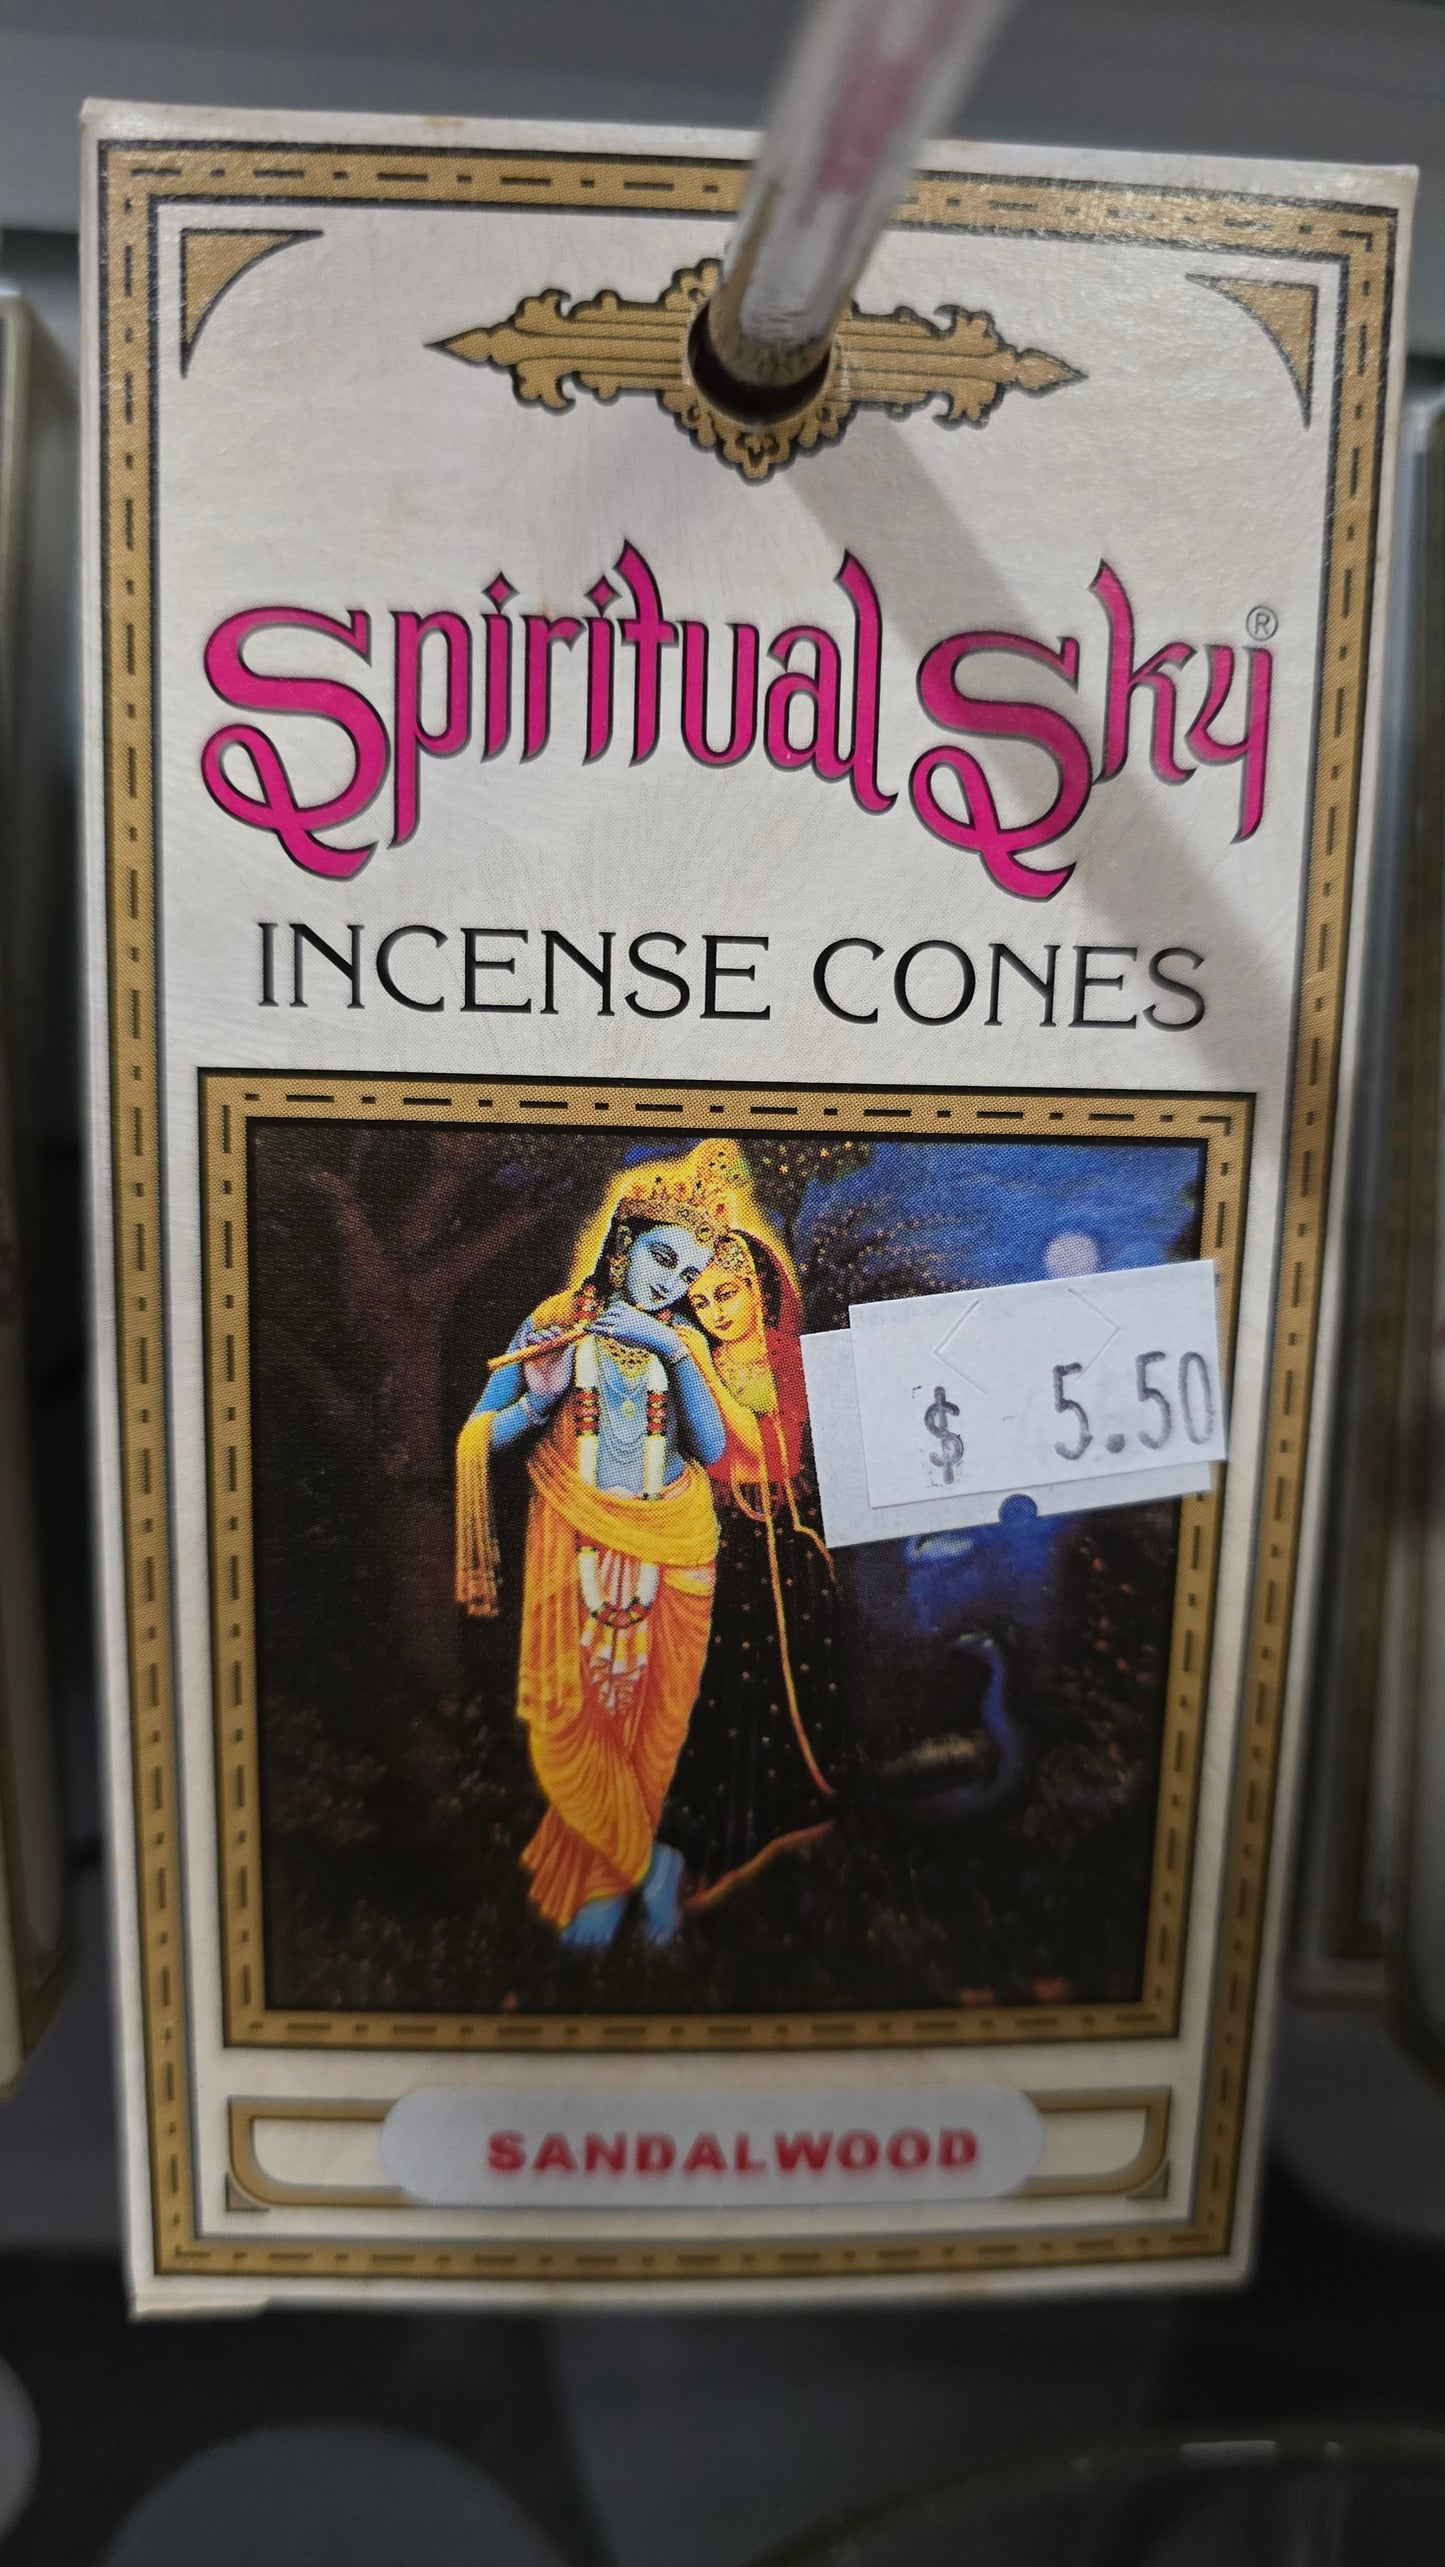 Spiritual Sky®
INCENSE CONES
$ 5.50
SANDALWOOD